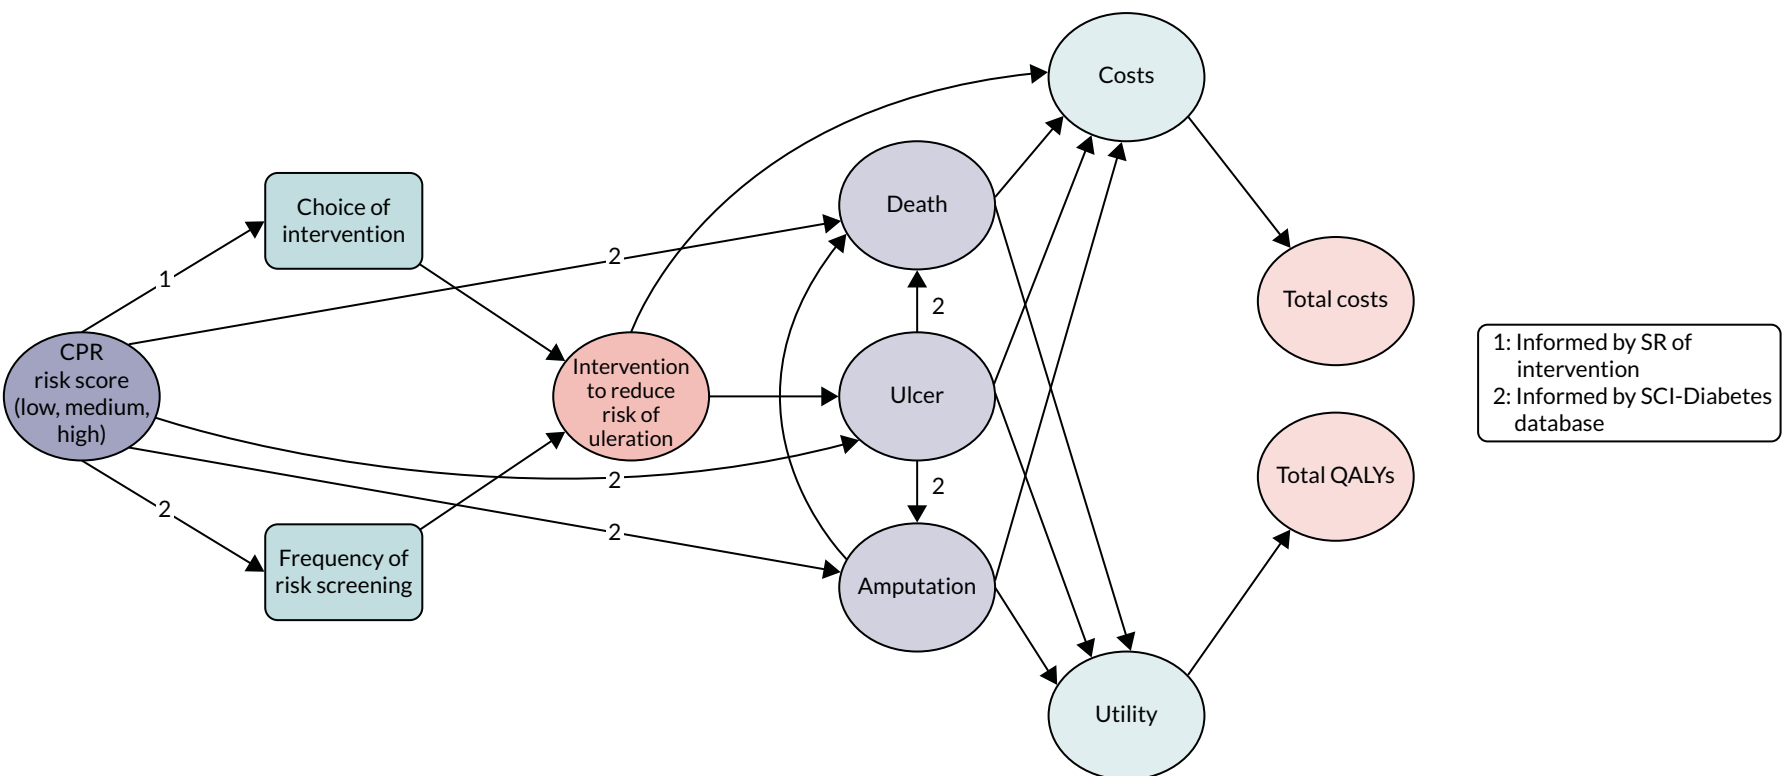 Costs
Choice of
intervention
Death
2
1
Total costs
2
CPR
risk score
(low, medium,
high)
Intervention
to reduce
risk of
uleration
Ulcer
1: Informed by SR of
intervention
2: Informed by SCI-Diabetes
database
2
2
2
2
Total QALYs
Frequency of
risk screening
Amputation
Utility